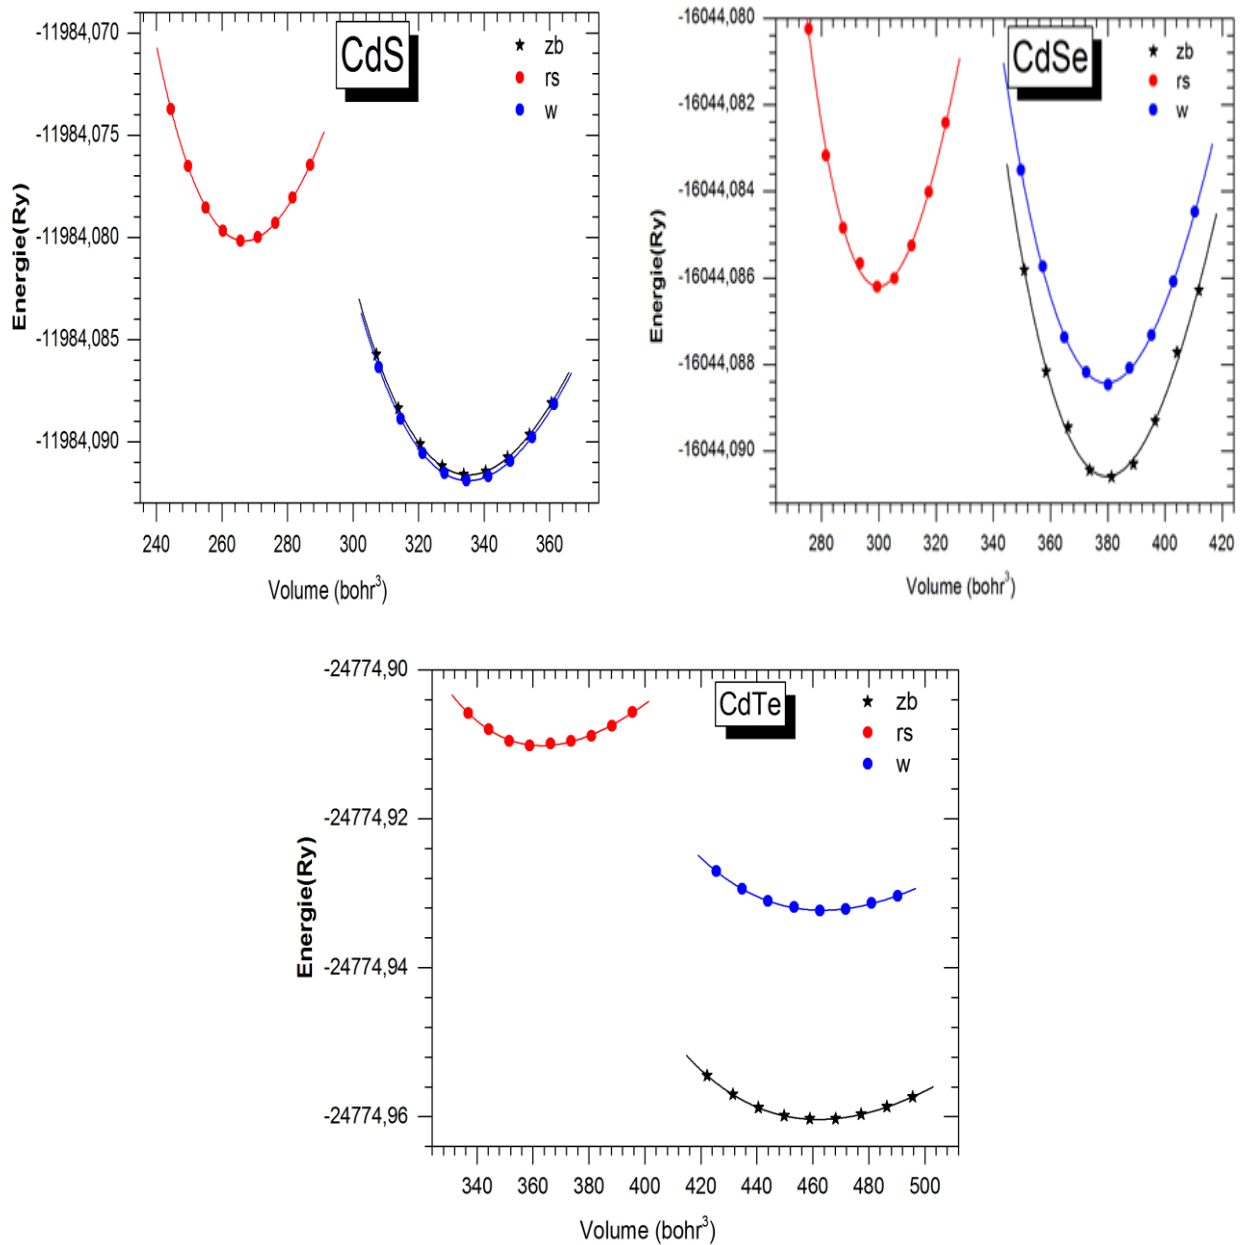 CdS
zb
rs
w
-11984,070
-11984,075
-11984,080
-11984,085
-11984,090
Energie(Ry)
240 260 280 300 320 340 360
Volume (bohr³)
CdSe
zb
rs
w
-16044,080
-16044,082
-16044,084
-16044,086
-16044,088
-16044,090
Energie(Ry)
280 300 320 340 360 380 400 420
Volume (bohr³)
CdTe
zb
rs
w
-24774,90
-24774,92
-24774,94
-24774,96
Energie(Ry)
340 360 380 400 420 440 460 480 500
Volume (bohr³)